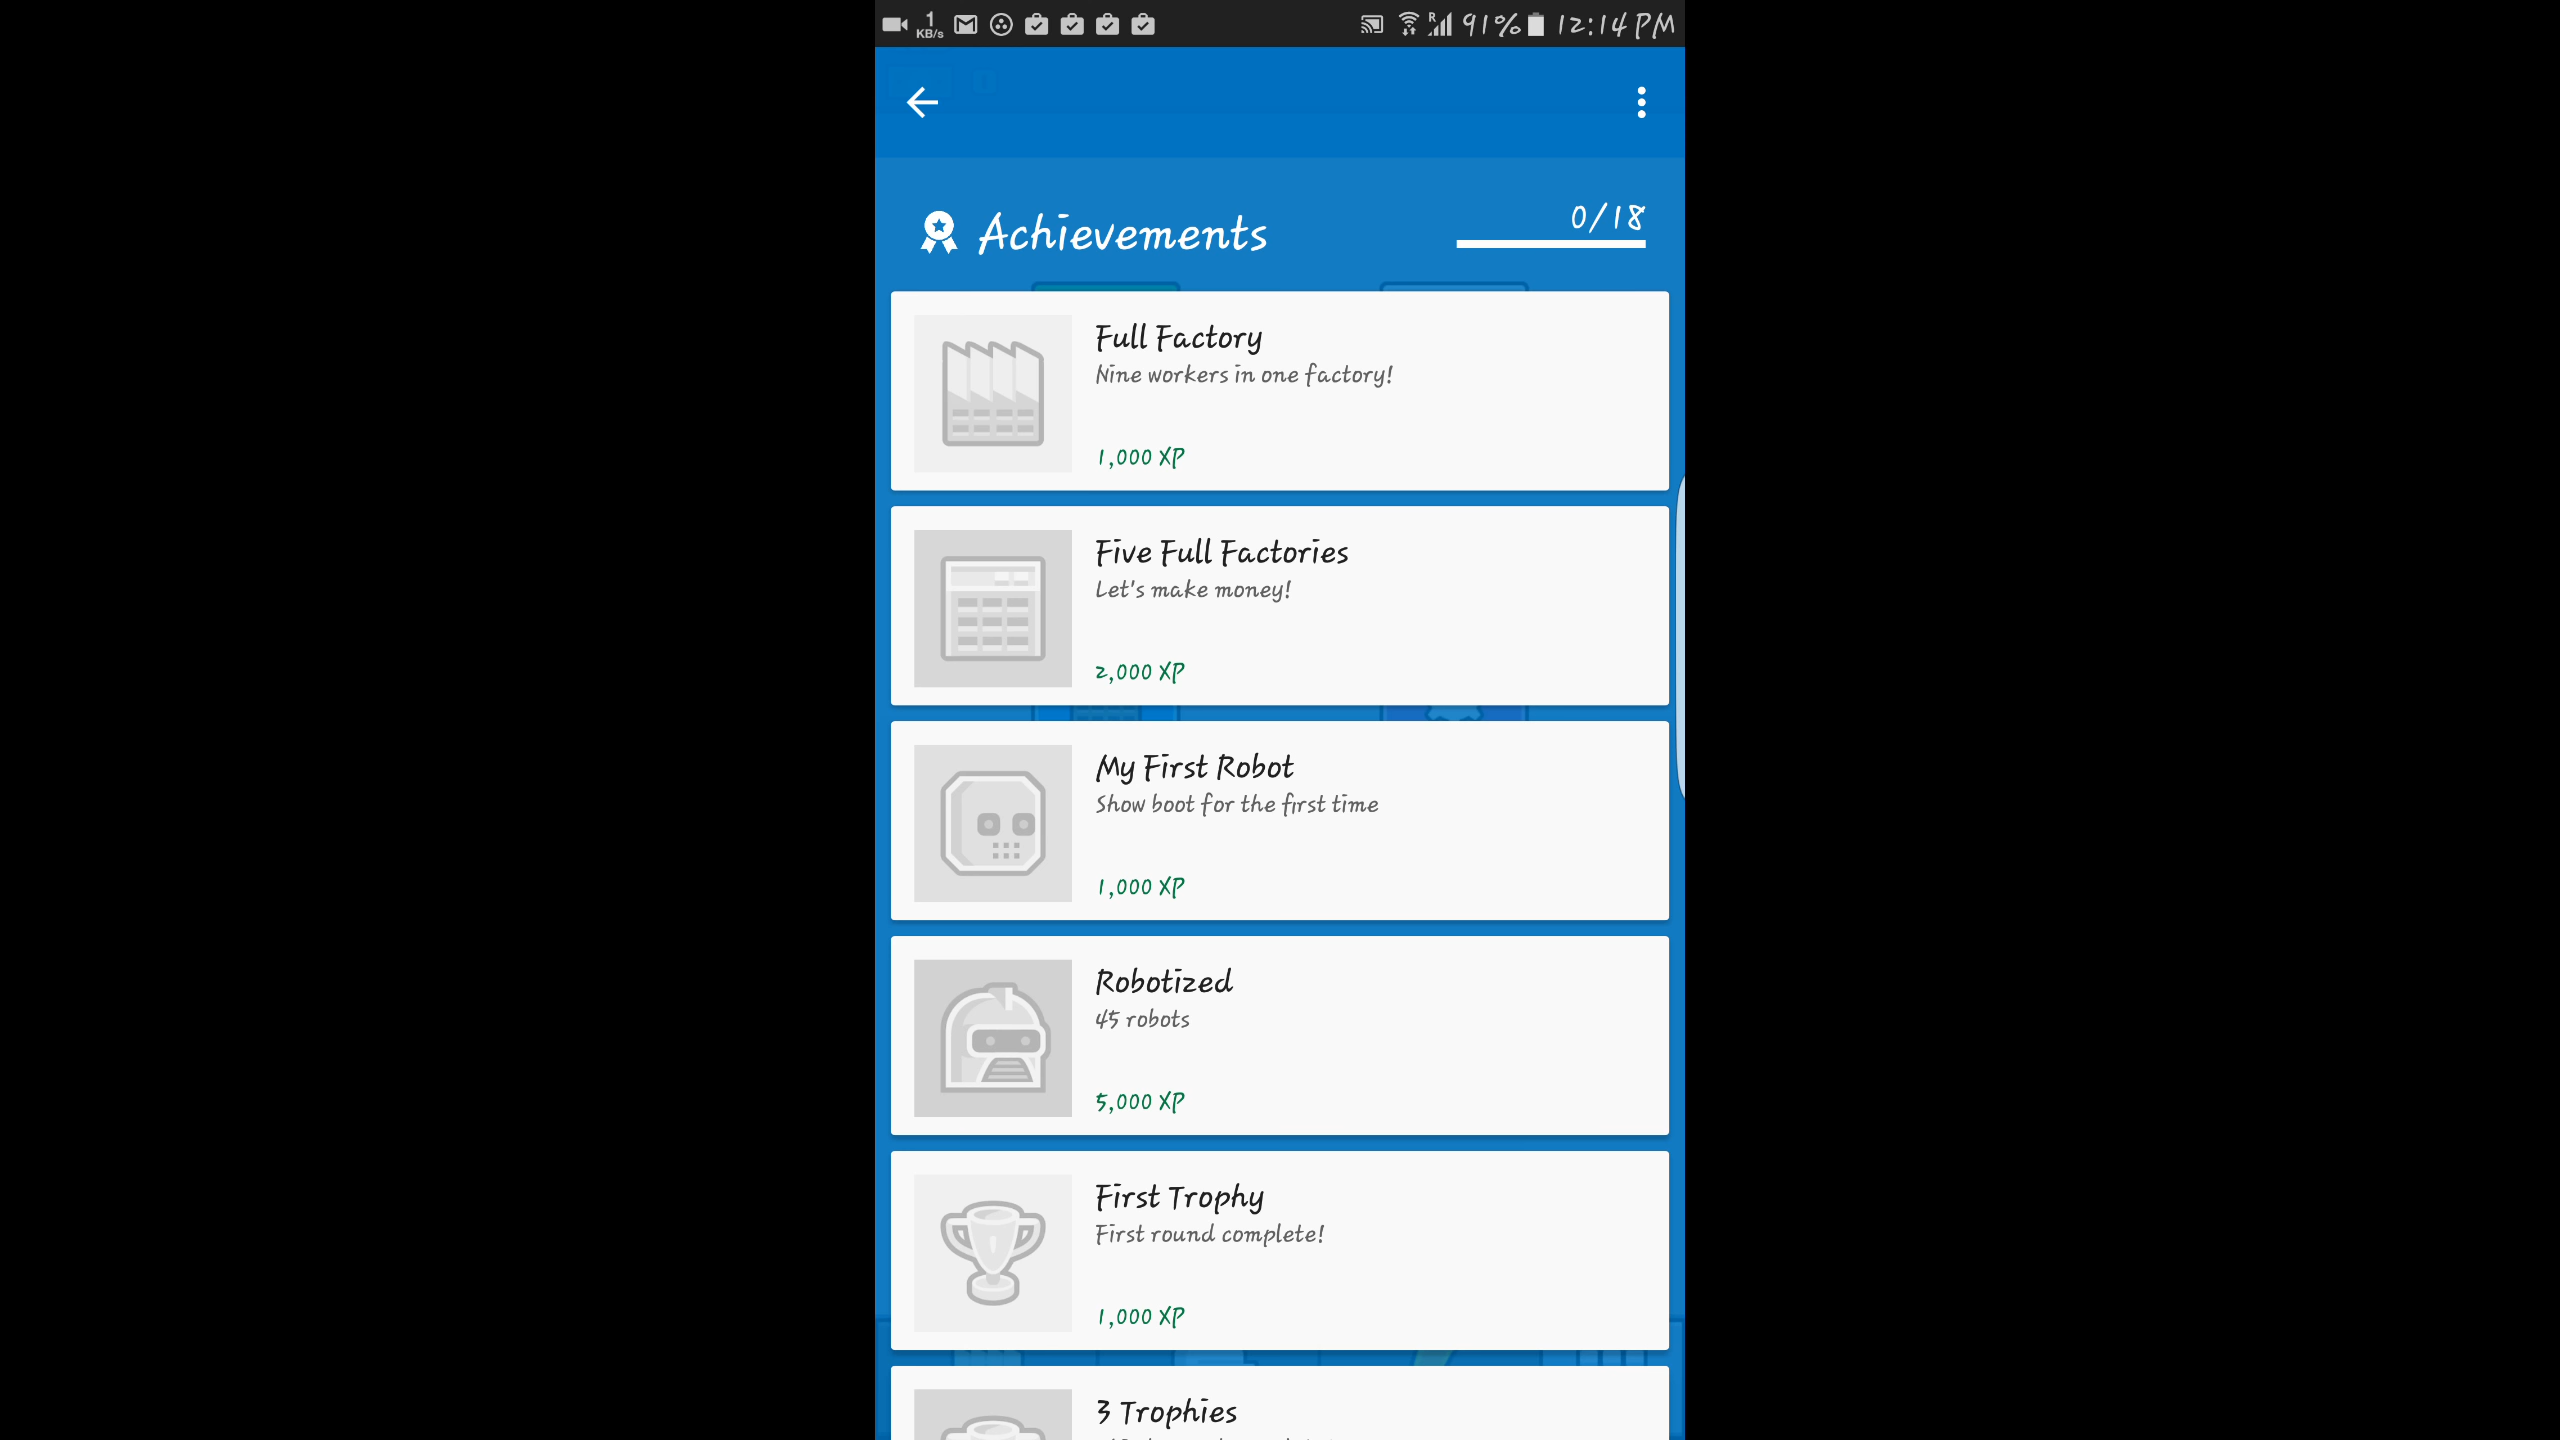 1
KB/s
R 91% 12:14 PM
Achievements
0/18
Full Factory
Nine workers in one factory!
1,000 XP
Five Full Factories
Let's make money!
2,000 XP
My First Robot
Show boot for the first time
1,000 XP
Robotized
45 robots
5,000 XP
First Trophy
First round complete!
1,000 XP
3 Trophies